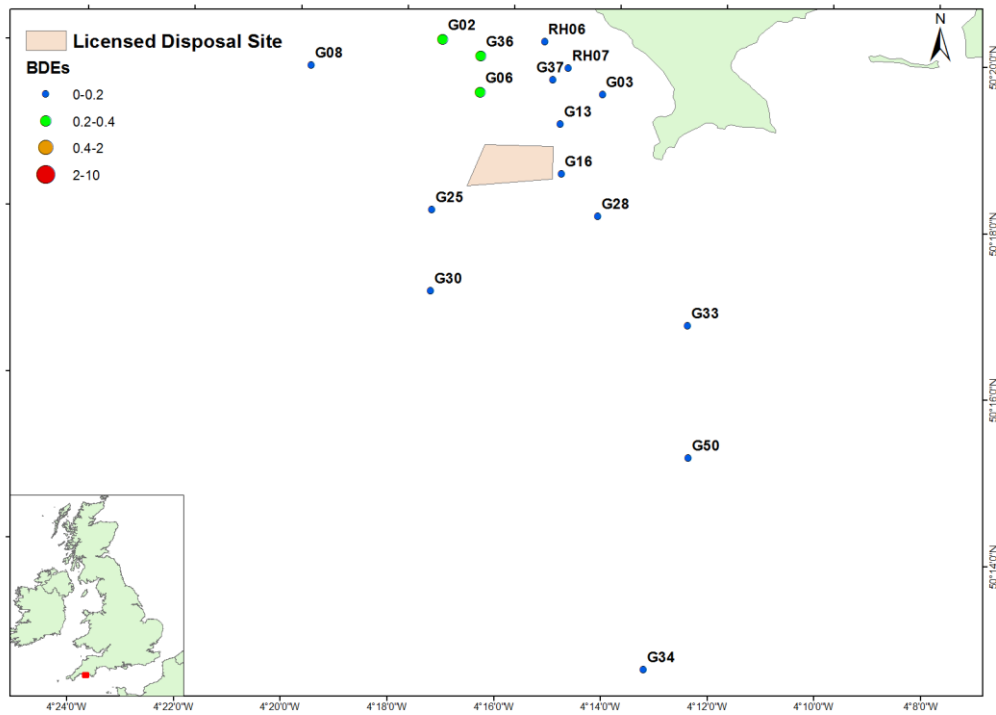 Licensed Disposal Site
BDEs
0-0.2
0.2-0.4
0.4-2
2-10
N
G02
RH06
G36
G08
RH07
G37
G06
G03
G13
G16
G25
G28
G30
G33
G50
G34
50°20'0"N
50°18'0"N
50°16'0"N
50°14'0"N
4°24'0"W
4°22'0"W
4°20'0"W
4°18'0"W
4°16'0"W
4°14'0"W
4°12'0"W
4°10'0"W
4°8'0"W